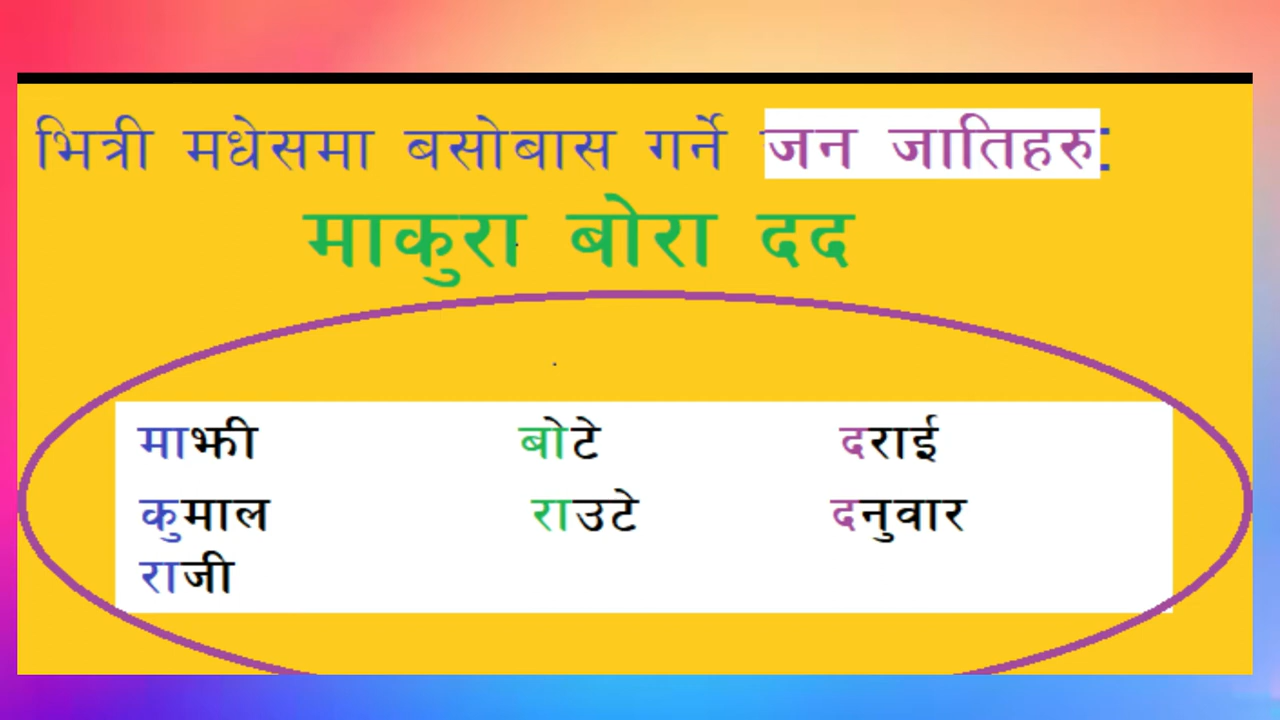 भित्री मधेसमा बसोबास गर्ने जन जातिहरु:
माकुरा बोरा दद
माझी बोटे दराई
कुमाल राउटे दनुवार
राजी